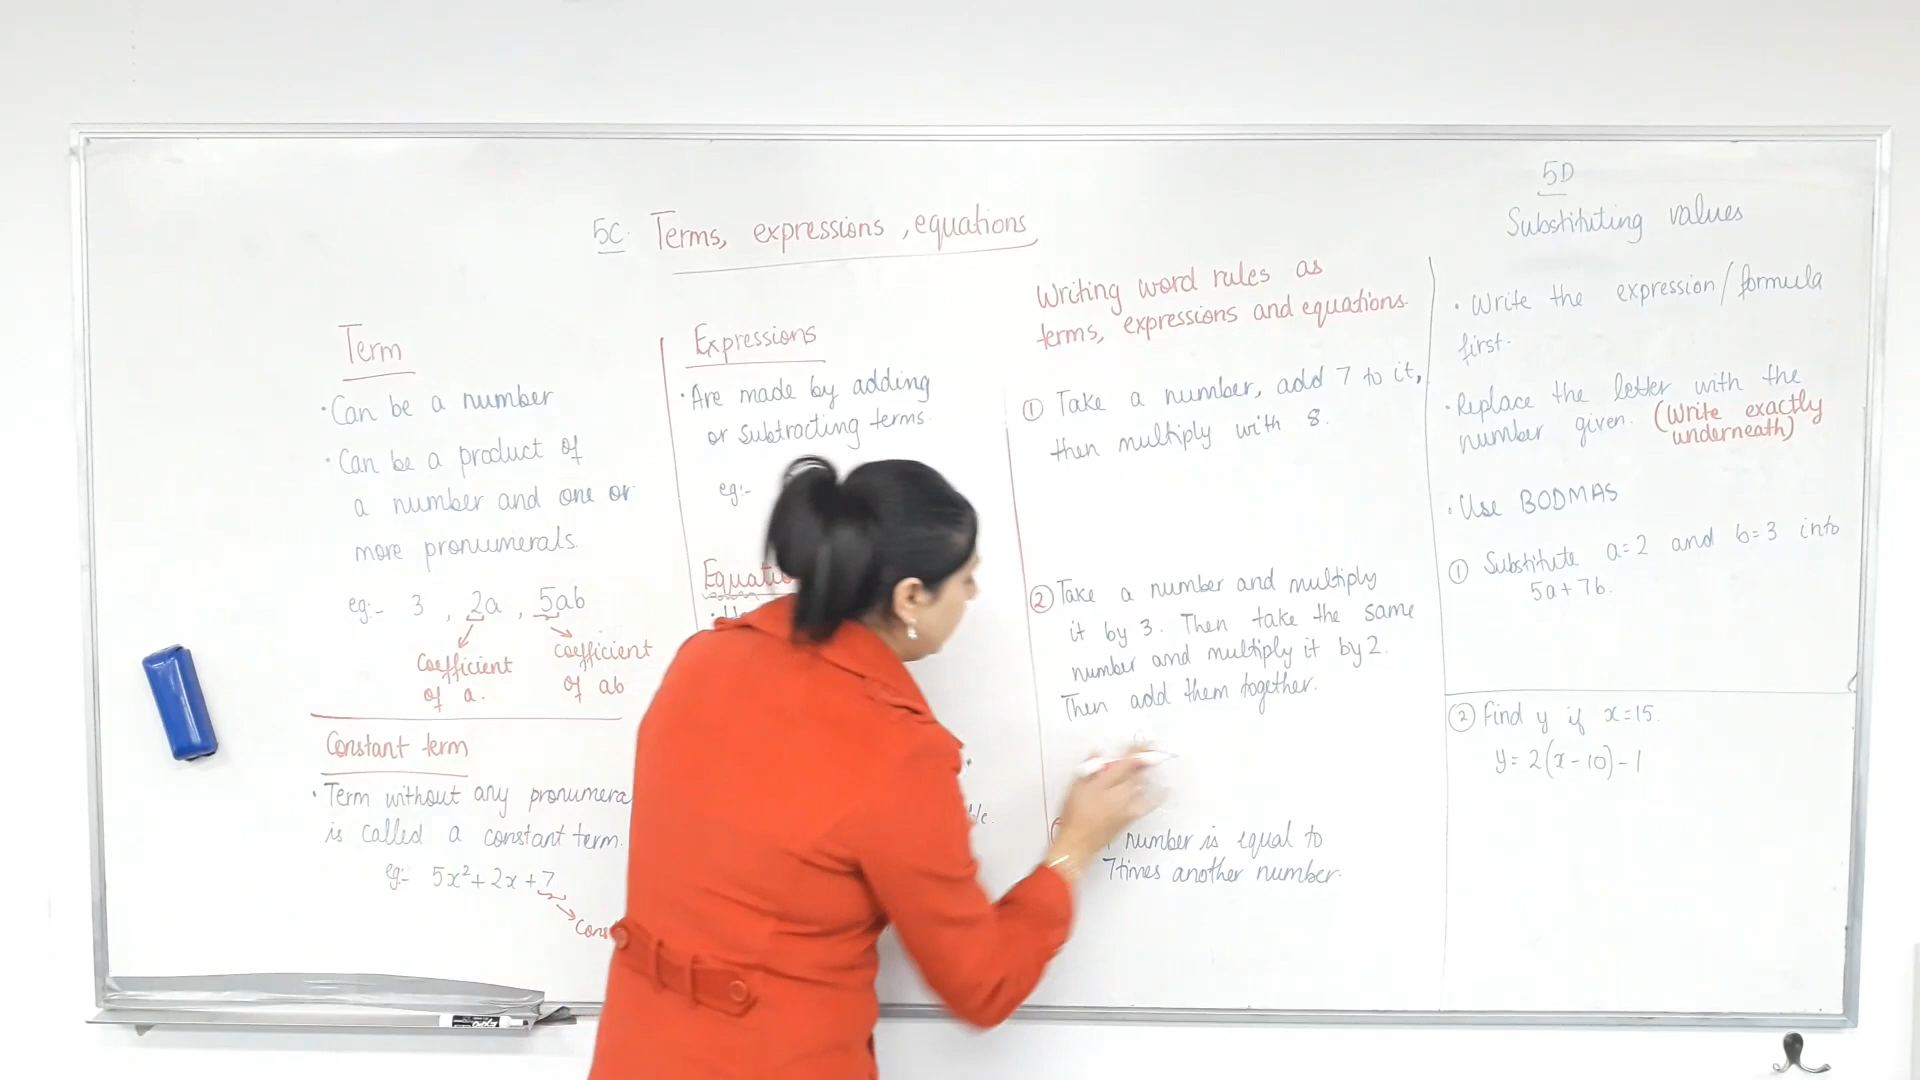 5C. Terms, expressions, equations
Term
• Can be a number
• Can be a product of
a number and one or
more pronumerals.
eg:- 3 , 2a , 5ab
Coefficient
of a.
coefficient
of ab
Constant term
• Term without any pronumera
is called a constant term.
eg:- 5x²+ 2x + 7
Cons
Expressions
• Are made by adding
or subtracting terms.
eg:-
Equatio
Writing word rules as
terms, expressions and equations.
① Take a number, add 7 to it,
then multiply with 8.
② Take a number and multiply
it by 3. Then take the same
number and multiply it by 2.
Then add them together.
number is equal to
7 times another number.
5D
Substituting values
• Write the expression/formula
first.
• Replace the letter with the
number given. (Write exactly
underneath)
• Use BODMAS
① Substitute a=2 and b=3 into
5a+7b.
② Find y if x=15.
y= 2(x-10)-1
EXPO